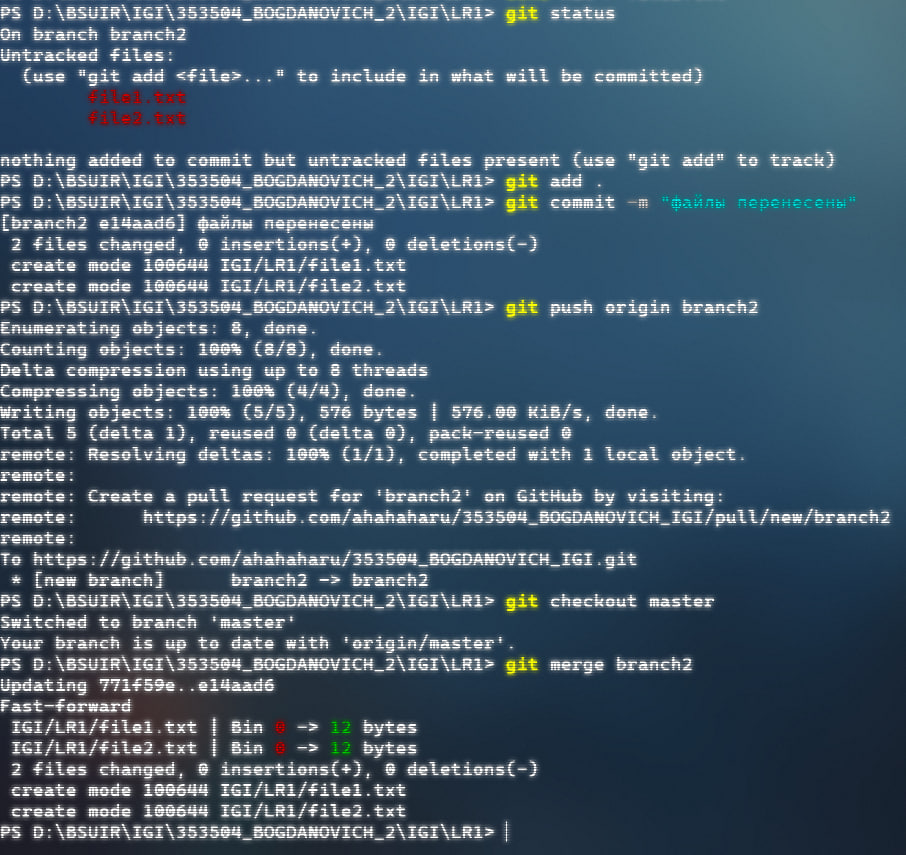 PS D:\BSUIR\IGI\353504_BOGDANOVICH_2\IGI\LR1> git status
On branch branch2
Untracked files:
  (use "git add <file>..." to include in what will be committed)
        file1.txt
        file2.txt

nothing added to commit but untracked files present (use "git add" to track)
PS D:\BSUIR\IGI\353504_BOGDANOVICH_2\IGI\LR1> git add .
PS D:\BSUIR\IGI\353504_BOGDANOVICH_2\IGI\LR1> git commit -m "файлы перенесены"
[branch2 e14aad6] файлы перенесены
 2 files changed, 0 insertions(+), 0 deletions(-)
 create mode 100644 IGI/LR1/file1.txt
 create mode 100644 IGI/LR1/file2.txt
PS D:\BSUIR\IGI\353504_BOGDANOVICH_2\IGI\LR1> git push origin branch2
Enumerating objects: 8, done.
Counting objects: 100% (8/8), done.
Delta compression using up to 8 threads
Compressing objects: 100% (4/4), done.
Writing objects: 100% (5/5), 576 bytes | 576.00 KiB/s, done.
Total 5 (delta 1), reused 0 (delta 0), pack-reused 0
remote: Resolving deltas: 100% (1/1), completed with 1 local object.
remote:
remote: Create a pull request for 'branch2' on GitHub by visiting:
remote:      https://github.com/ahahaharu/353504_BOGDANOVICH_IGI/pull/new/branch2
remote:
To https://github.com/ahahaharu/353504_BOGDANOVICH_IGI.git
 * [new branch]      branch2 -> branch2
PS D:\BSUIR\IGI\353504_BOGDANOVICH_2\IGI\LR1> git checkout master
Switched to branch 'master'
Your branch is up to date with 'origin/master'.
PS D:\BSUIR\IGI\353504_BOGDANOVICH_2\IGI\LR1> git merge branch2
Updating 771f59e..e14aad6
Fast-forward
 IGI/LR1/file1.txt | Bin 0 -> 12 bytes
 IGI/LR1/file2.txt | Bin 0 -> 12 bytes
 2 files changed, 0 insertions(+), 0 deletions(-)
 create mode 100644 IGI/LR1/file1.txt
 create mode 100644 IGI/LR1/file2.txt
PS D:\BSUIR\IGI\353504_BOGDANOVICH_2\IGI\LR1>